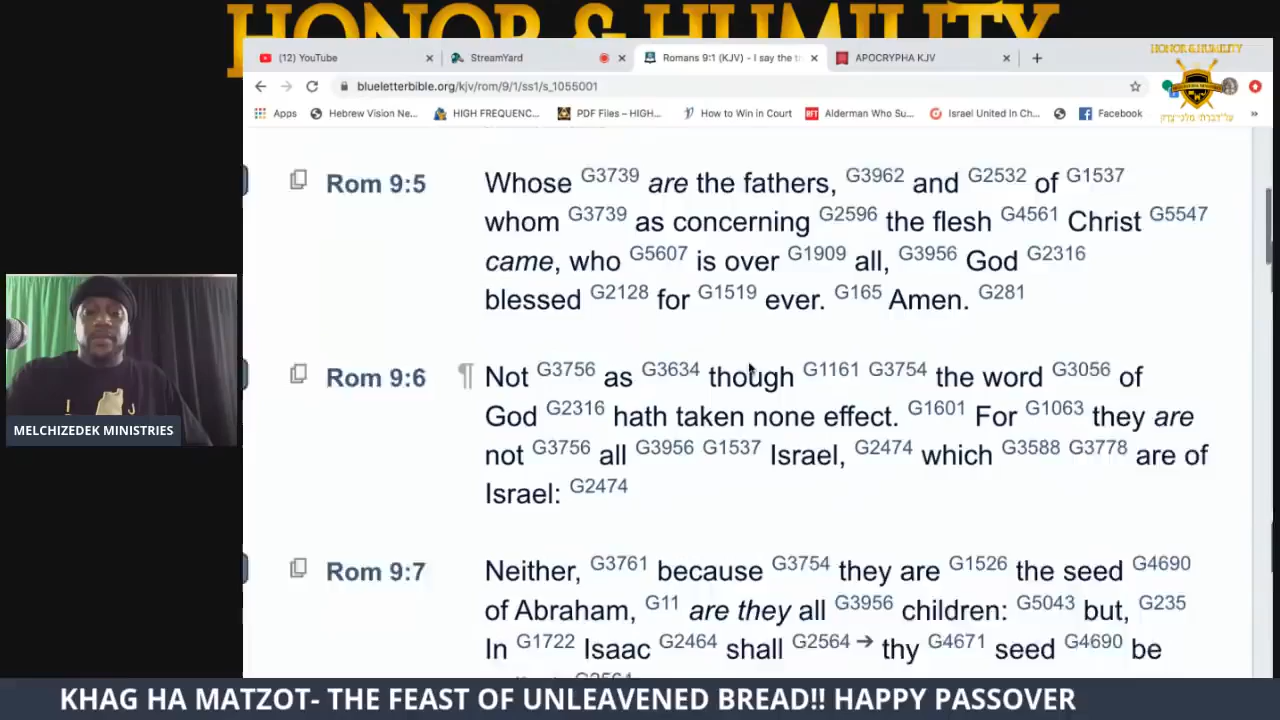 HONOR & HUMILITY
(12) YouTube
StreamYard
Romans 9:1 (KJV) - I say the t
APOCRYPHA KJV
HONOR & HUMILITY
blueletterbible.org/kjv/rom/9/1/ss1/s_1055001
Apps
Hebrew Vision Ne...
HIGH FREQUENC...
PDF Files – HIGH...
How to Win in Court
RFT
Alderman Who Su...
Israel United In Ch...
Facebook
»
על־דברתי מלכי־צדק
Rom 9:5
Whose G3739 are the fathers, G3962 and G2532 of G1537
whom G3739 as concerning G2596 the flesh G4561 Christ G5547
came, who G5607 is over G1909 all, G3956 God G2316
blessed G2128 for G1519 ever. G165 Amen. G281
Rom 9:6
¶ Not G3756 as G3634 though G1161 G3754 the word G3056 of
God G2316 hath taken none effect. G1601 For G1063 they are
not G3756 all G3956 G1537 Israel, G2474 which G3588 G3778 are of
Israel: G2474
Rom 9:7
Neither, G3761 because G3754 they are G1526 the seed G4690
of Abraham, G11 are they all G3956 children: G5043 but, G235
In G1722 Isaac G2464 shall G2564 → thy G4671 seed G4690 be
I J
MELCHIZEDEK MINISTRIES
KHAG HA MATZOT- THE FEAST OF UNLEAVENED BREAD!! HAPPY PASSOVER